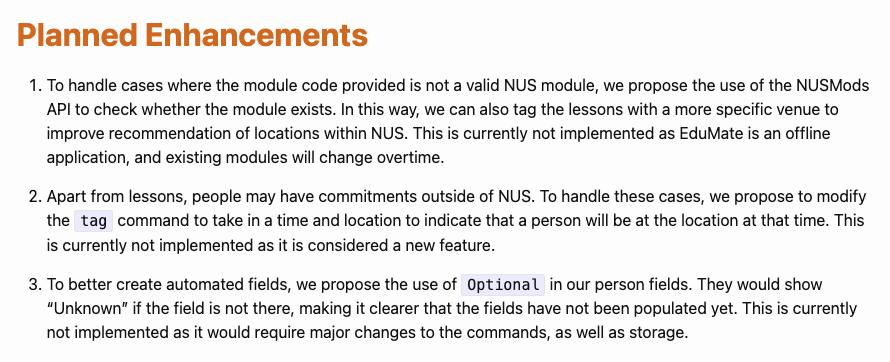 Planned Enhancements
1. To handle cases where the module code provided is not a valid NUS module, we propose the use of the NUSMods
API to check whether the module exists. In this way, we can also tag the lessons with a more specific venue to
improve recommendation of locations within NUS. This is currently not implemented as EduMate is an offline
application, and existing modules will change overtime.
2. Apart from lessons, people may have commitments outside of NUS. To handle these cases, we propose to modify
the tag command to take in a time and location to indicate that a person will be at the location at that time. This
is currently not implemented as it is considered a new feature.
3. To better create automated fields, we propose the use of Optional in our person fields. They would show
“Unknown” if the field is not there, making it clearer that the fields have not been populated yet. This is currently
not implemented as it would require major changes to the commands, as well as storage.